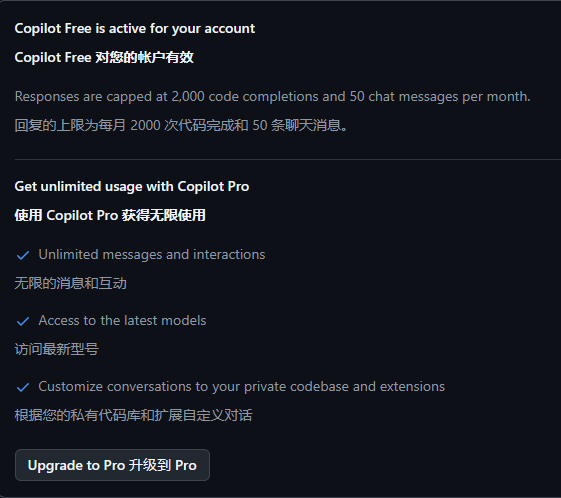 Copilot Free is active for your account
Copilot Free 对您的帐户有效
Responses are capped at 2,000 code completions and 50 chat messages per month.
回复的上限为每月 2000 次代码完成和 50 条聊天消息。
Get unlimited usage with Copilot Pro
使用 Copilot Pro 获得无限使用
Unlimited messages and interactions
无限的消息和互动
Access to the latest models
访问最新型号
Customize conversations to your private codebase and extensions
根据您的私有代码库和扩展自定义对话
Upgrade to Pro 升级到 Pro